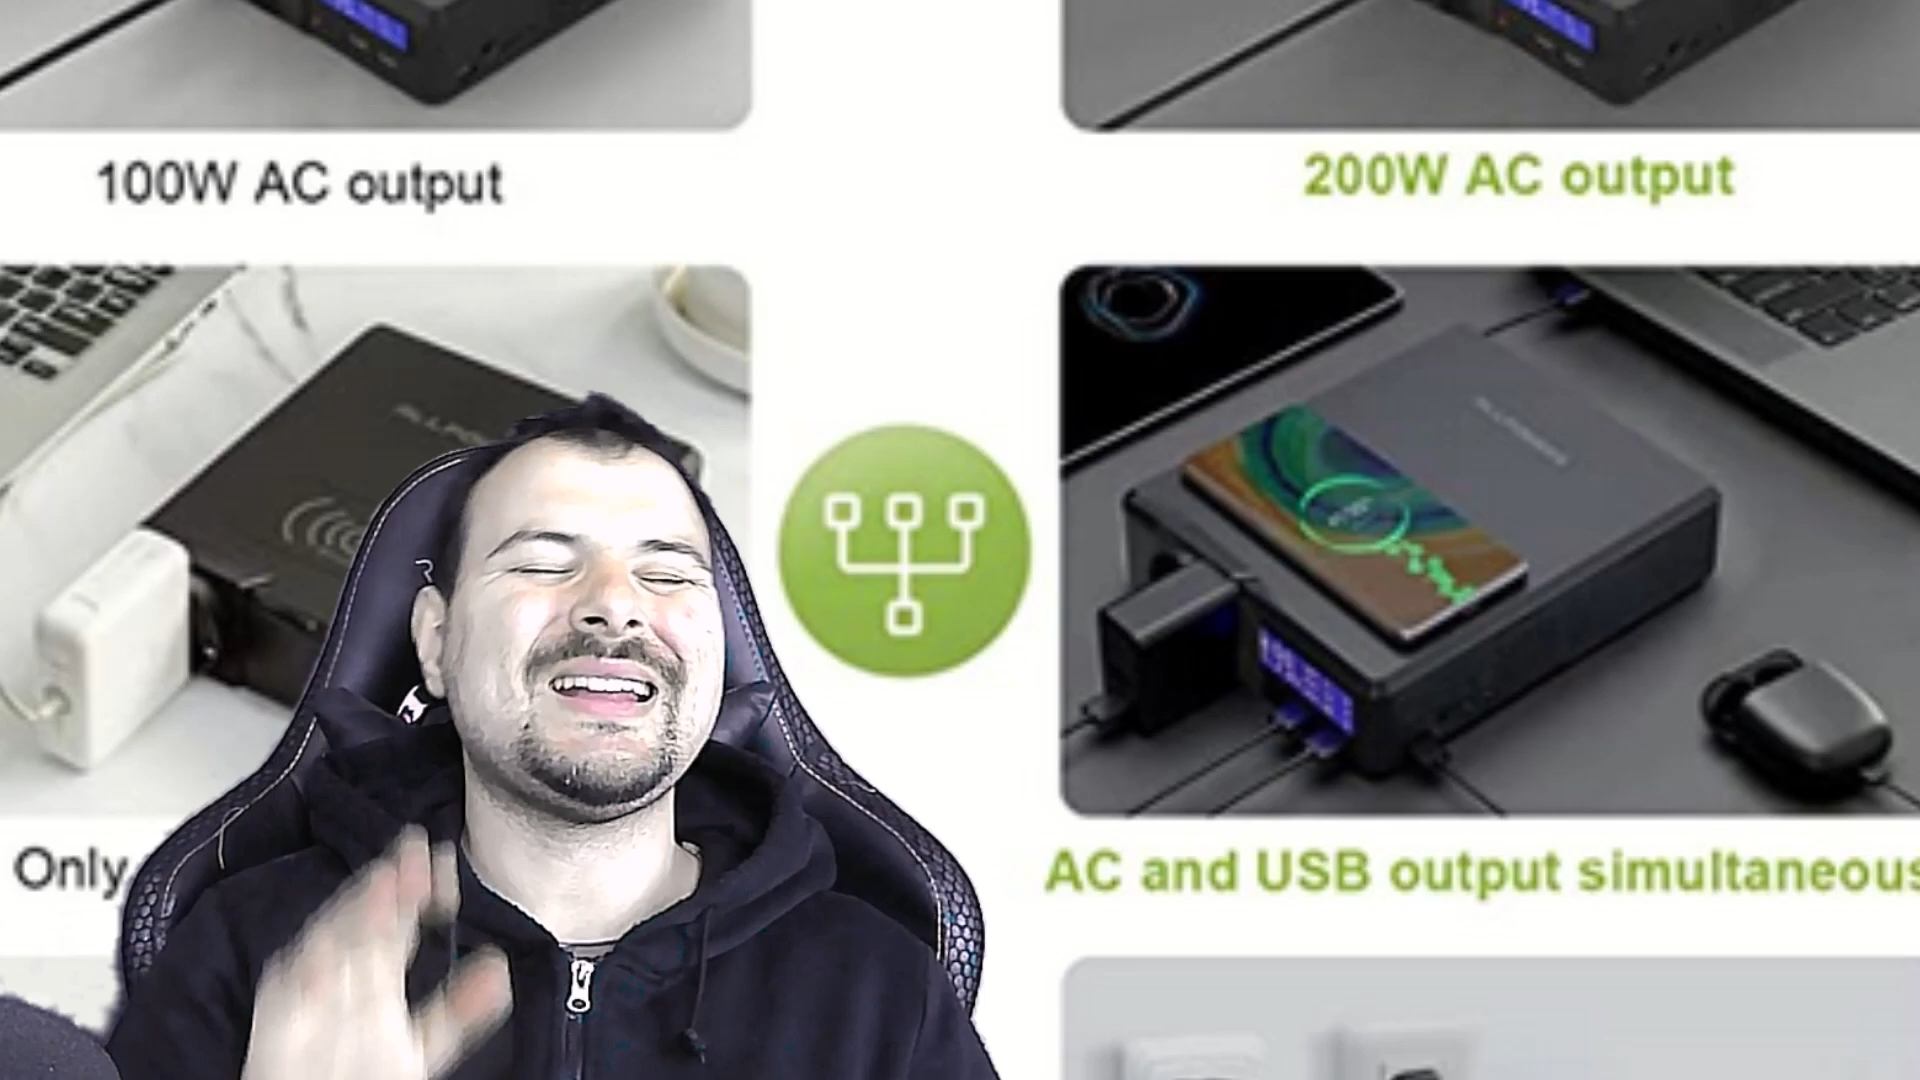 100W AC output
200W AC output
Only
AC and USB output simultaneous